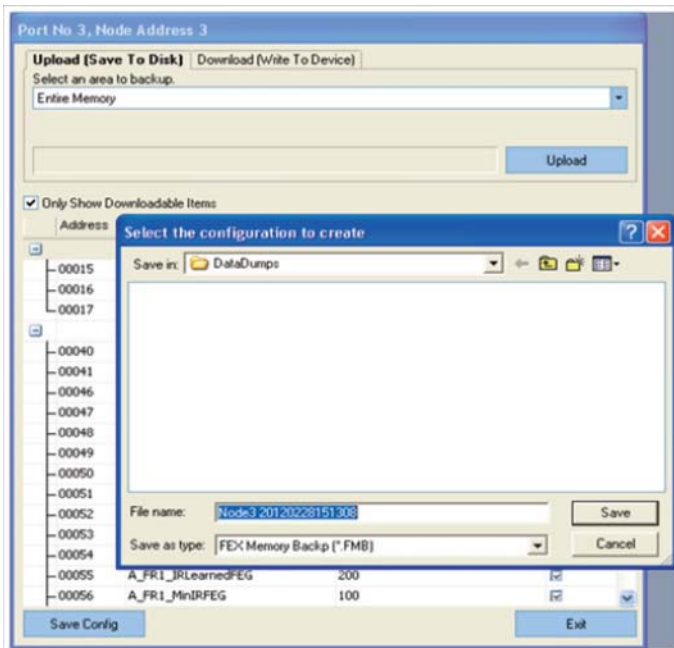 Port No 3, Node Address 3
Upload (Save To Disk) Download (Write To Device)
Select an area to backup.
Entire Memory
Upload
Only Show Downloadable Items
Address
Select the configuration to create
Save in: DataDumps
00015
00016
00017
00040
00041
00046
00047
00048
00049
00050
00051
00052
00053
00054
File name: Node3 20120228151308 Save
Save as type: FEX Memory Backp (*.FMB) Cancel
00055 A_FR1_IRLearnedFEG 200
00056 A_FR1_MinIRFEG 100
Save Config Exit